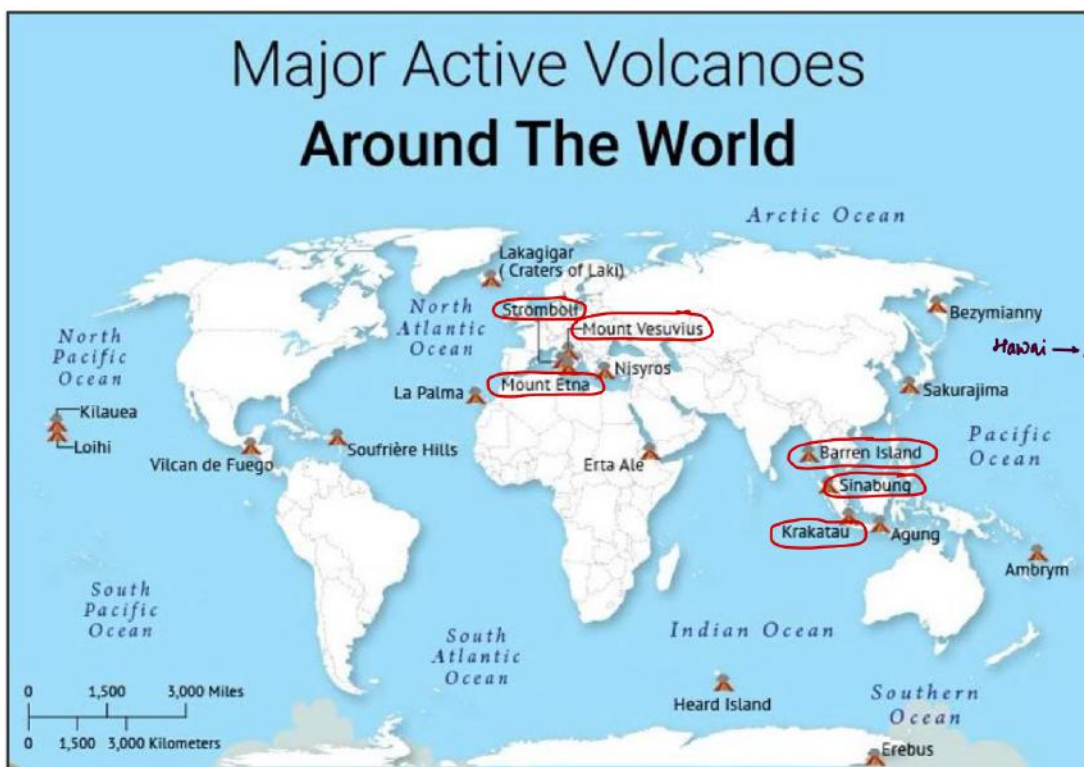 Major Active Volcanoes
Around The World
Arctic Ocean
Lakagigar
( Craters of Laki)
North
Atlantic
Ocean
Stromboli
Mount Vesuvius
Bezymianny
North
Pacific
Ocean
Hawai →
Nisyros
Mount Etna
La Palma
Sakurajima
Kilauea
Loihi
Vilcan de Fuego
Soufrière Hills
Erta Ale
Barren Island
Pacific
Ocean
Sinabung
Krakatau
Agung
Ambrym
South
Pacific
Ocean
South
Atlantic
Ocean
Indian Ocean
Heard Island
Southern
Ocean
0 1,500 3,000 Miles
0 1,500 3,000 Kilometers
Erebus